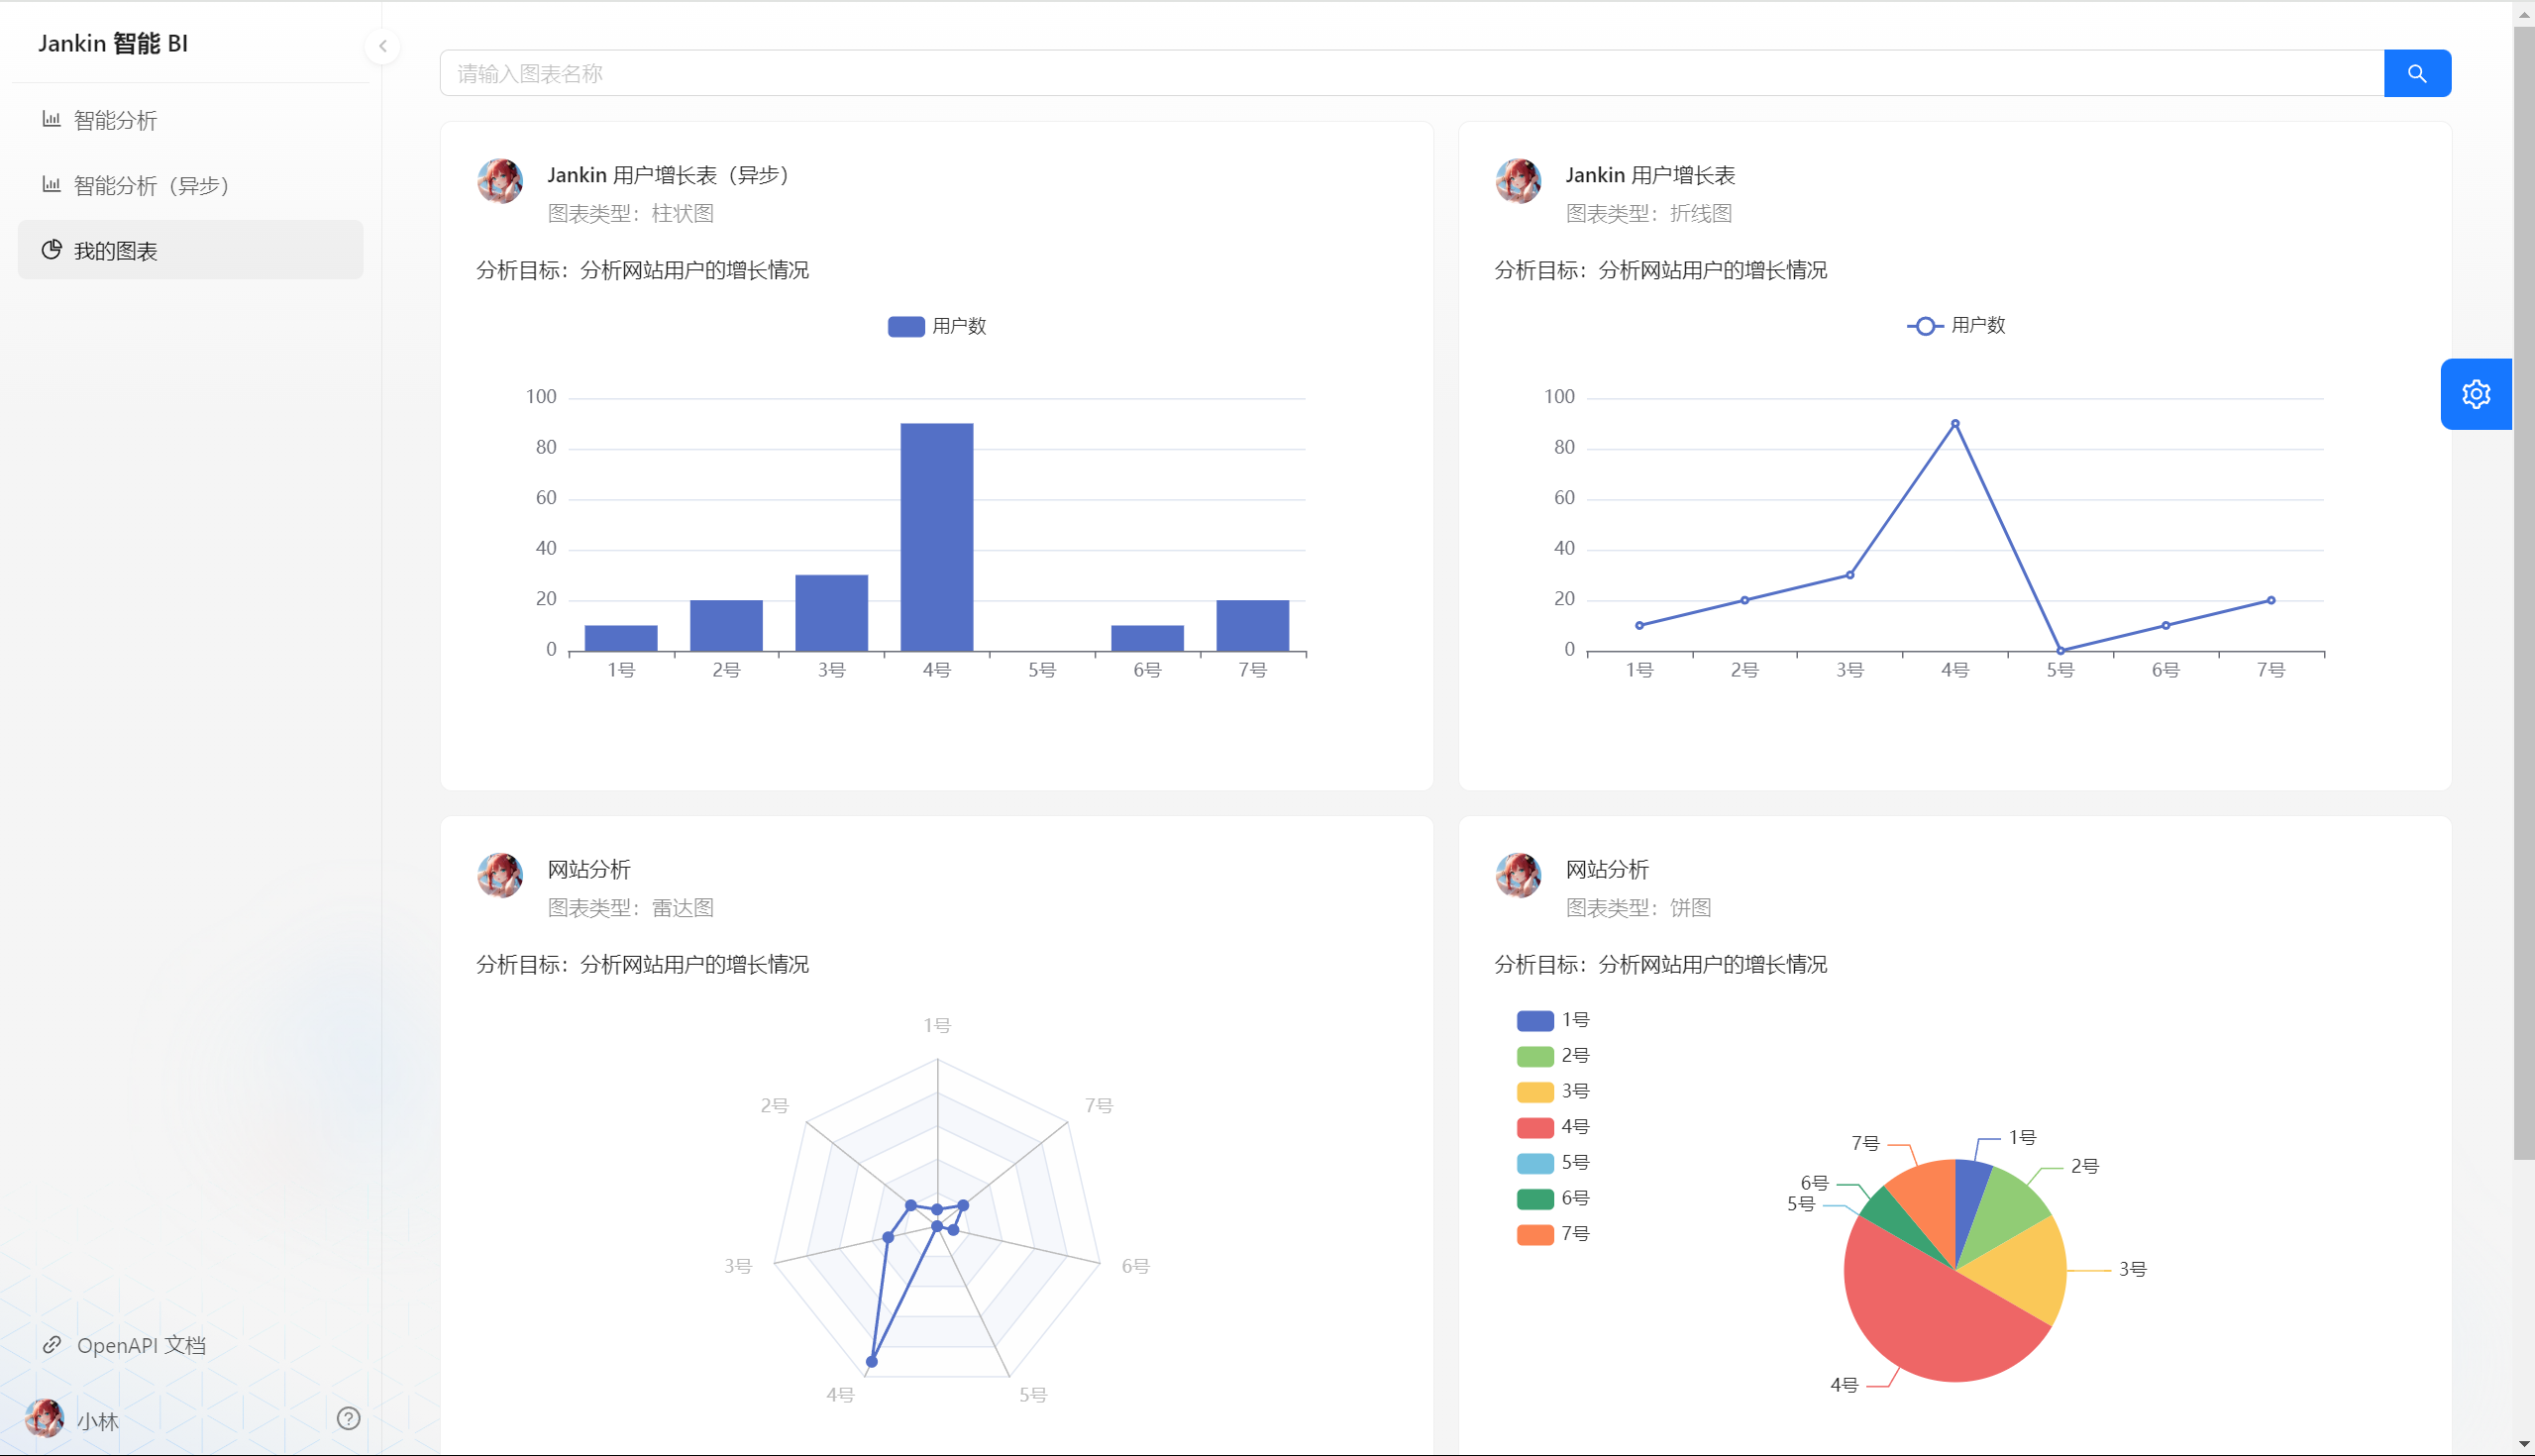 Jankin 智能 BI
智能分析
智能分析（异步）
我的图表
OpenAPI 文档
小林
请输入图表名称
Jankin 用户增长表（异步）
图表类型：柱状图
分析目标：分析网站用户的增长情况
用户数
100
80
60
40
20
0
1号 2号 3号 4号 5号 6号 7号
Jankin 用户增长表
图表类型：折线图
分析目标：分析网站用户的增长情况
用户数
100
80
60
40
20
0
1号 2号 3号 4号 5号 6号 7号
网站分析
图表类型：雷达图
分析目标：分析网站用户的增长情况
1号
2号 7号
3号 6号
4号 5号
网站分析
图表类型：饼图
分析目标：分析网站用户的增长情况
1号
2号
3号
4号
5号
6号
7号
7号 1号
2号
6号
5号
3号
4号